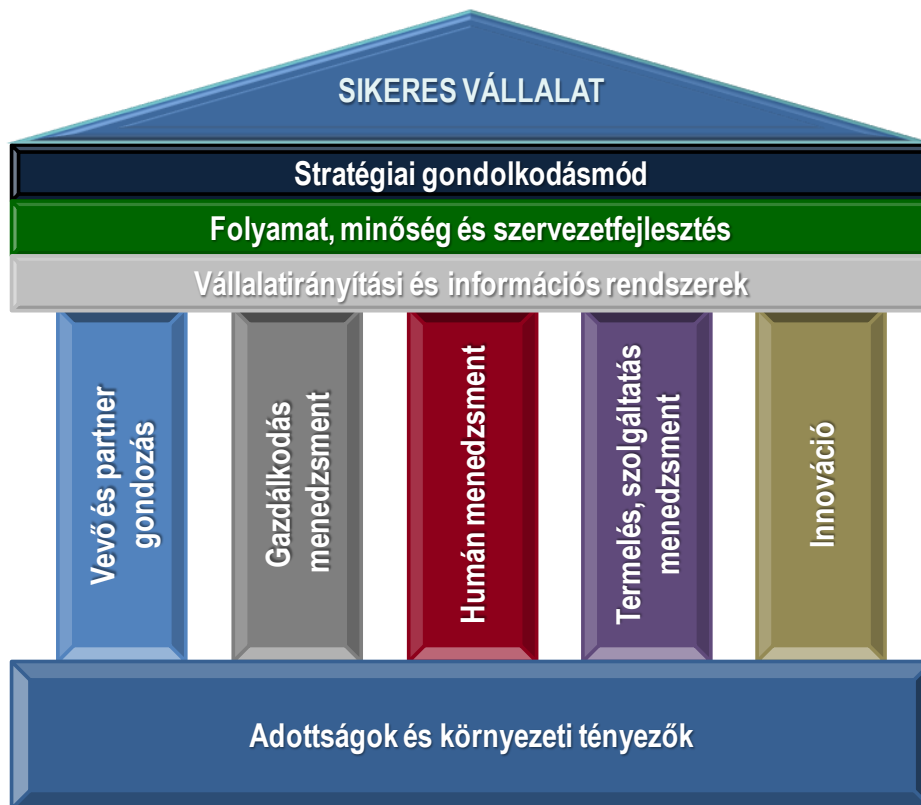 SIKERES VÁLLALAT
Stratégiai gondolkodásmód
Folyamat, minőség és szervezetfejlesztés
Vállalatirányítási és információs rendszerek
Vevő és partner
gondozás
Gazdálkodás
menedzsment
Humán menedzsment
Termelés, szolgáltatás
menedzsment
Innováció
Adottságok és környezeti tényezők